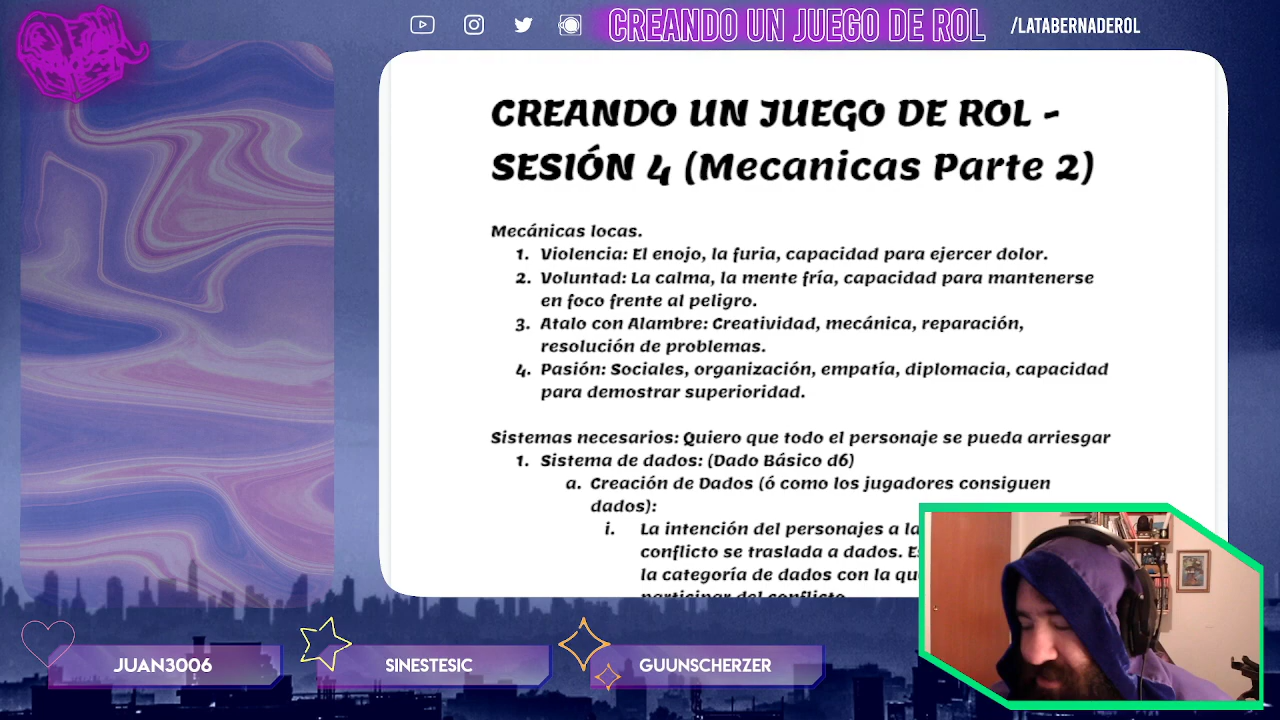 CREANDO UN JUEGO DE ROL
/LATABERNADEROL
CREANDO UN JUEGO DE ROL -
SESIÓN 4 (Mecanicas Parte 2)
Mecánicas locas.
1. Violencia: El enojo, la furia, capacidad para ejercer dolor.
2. Voluntad: La calma, la mente fría, capacidad para mantenerse
en foco frente al peligro.
3. Atalo con Alambre: Creatividad, mecánica, reparación,
resolución de problemas.
4. Pasión: Sociales, organización, empatía, diplomacia, capacidad
para demostrar superioridad.
Sistemas necesarios: Quiero que todo el personaje se pueda arriesgar
1. Sistema de dados: (Dado Básico d6)
a. Creación de Dados (ó como los jugadores consiguen
dados):
i. La intención del personajes a la
conflicto se traslada a dados.
la categoría de dados con la
participar del conflicto
JUAN3006
SINESTESIC
GUUNSCHERZER